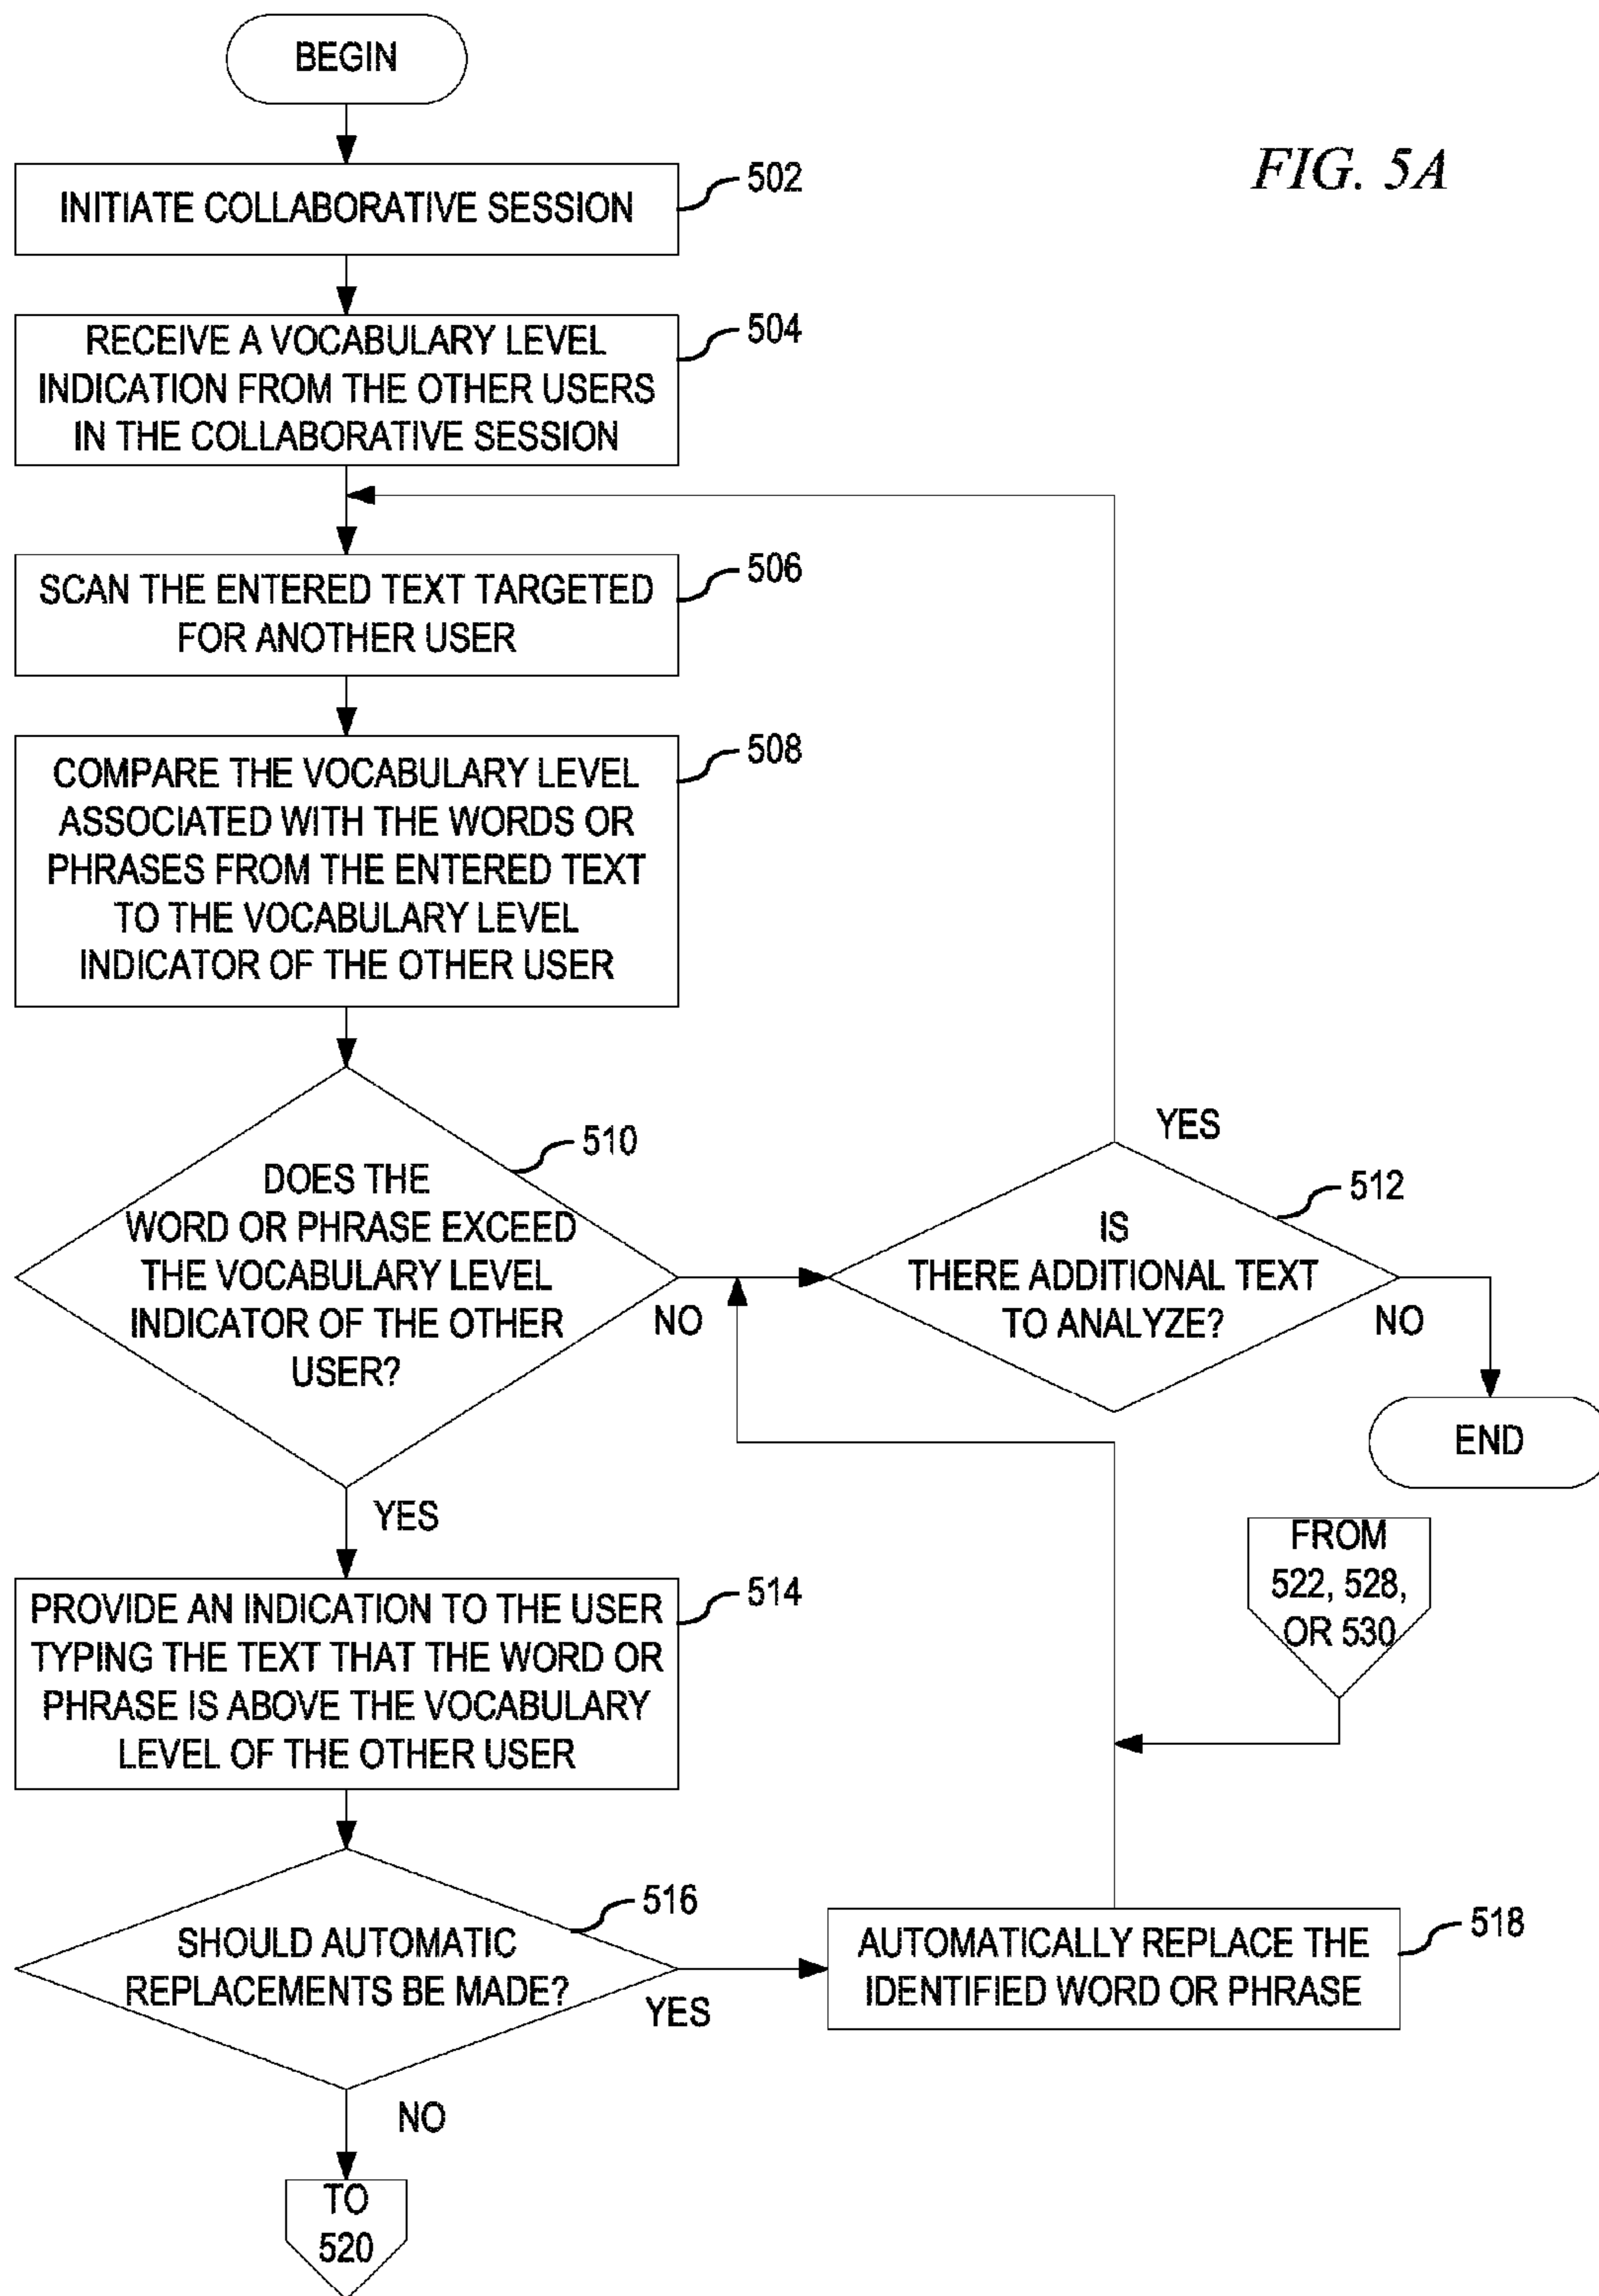 BEGIN
FIG. 5A
INITIATE COLLABORATIVE SESSION
502
RECEIVE A VOCABULARY LEVEL
INDICATION FROM THE OTHER USERS
IN THE COLLABORATIVE SESSION
504
SCAN THE ENTERED TEXT TARGETED
FOR ANOTHER USER
506
COMPARE THE VOCABULARY LEVEL
ASSOCIATED WITH THE WORDS OR
PHRASES FROM THE ENTERED TEXT
TO THE VOCABULARY LEVEL
INDICATOR OF THE OTHER USER
508
DOES THE
WORD OR PHRASE EXCEED
THE VOCABULARY LEVEL
INDICATOR OF THE OTHER
USER?
510
NO
YES
IS
THERE ADDITIONAL TEXT
TO ANALYZE?
512
YES
NO
END
PROVIDE AN INDICATION TO THE USER
TYPING THE TEXT THAT THE WORD OR
PHRASE IS ABOVE THE VOCABULARY
LEVEL OF THE OTHER USER
514
FROM
522, 528,
OR 530
SHOULD AUTOMATIC
REPLACEMENTS BE MADE?
516
YES
AUTOMATICALLY REPLACE THE
IDENTIFIED WORD OR PHRASE
518
NO
TO
520